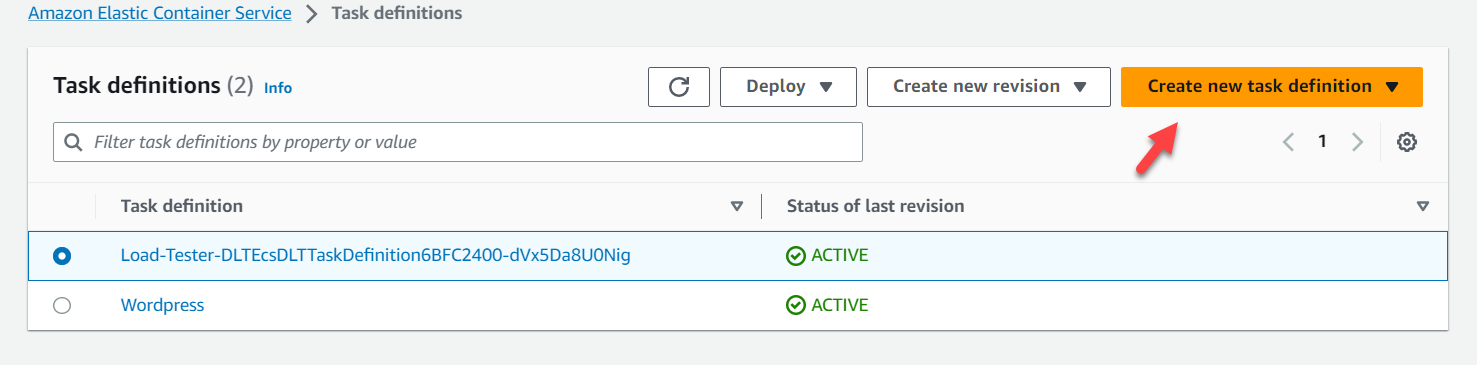 Amazon Elastic Container Service > Task definitions
Task definitions (2) Info
Deploy
Create new revision
Create new task definition
Filter task definitions by property or value
1
Task definition
Status of last revision
Load-Tester-DLTEcsDLTTaskDefinition6BFC2400-dVx5Da8U0Nig
ACTIVE
Wordpress
ACTIVE